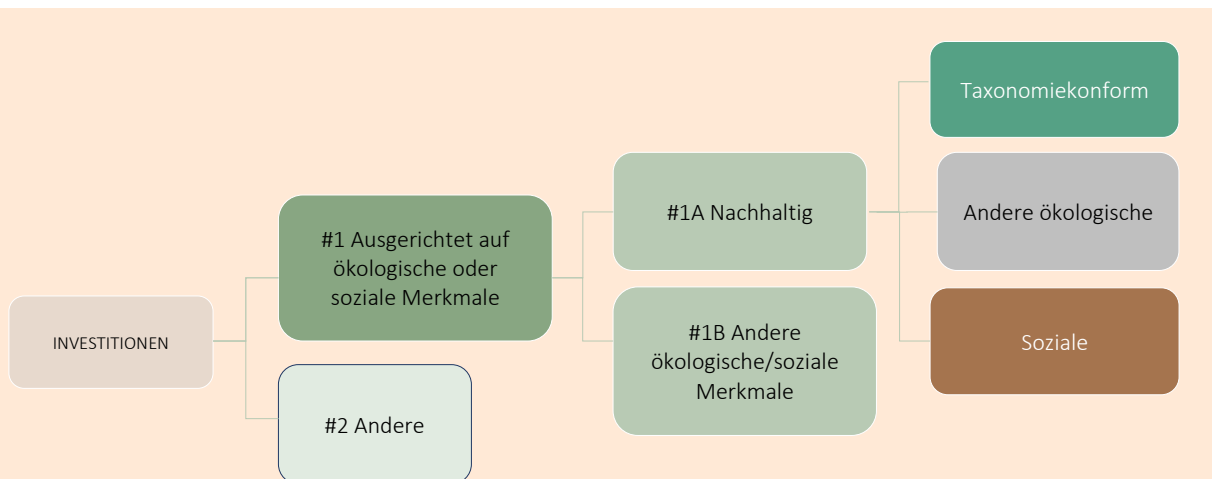 INVESTITIONEN
#1 Ausgerichtet auf
ökologische oder
soziale Merkmale
#2 Andere
#1A Nachhaltig
#1B Andere
ökologische/soziale
Merkmale
Taxonomiekonform
Andere ökologische
Soziale